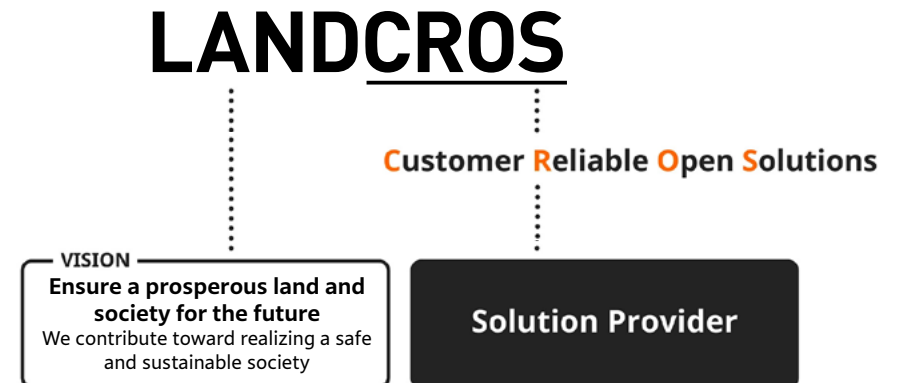 LANDCROS
Customer Reliable Open Solutions
VISION
Ensure a prosperous land and
society for the future
We contribute toward realizing a safe
and sustainable society
Solution Provider